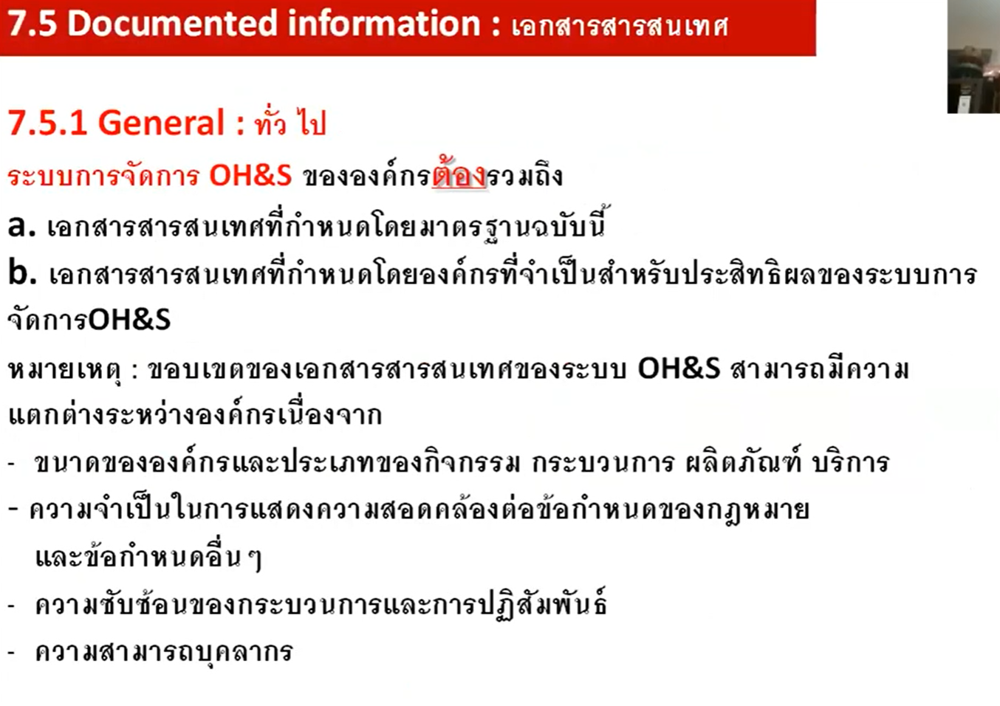 7.5 Documented information : เอกสารสารสนเทศ
7.5.1 General : ทั่ว ไป
ระบบการจัดการ OH&S ขององค์กรต้องรวมถึง
a. เอกสารสารสนเทศที่กำหนดโดยมาตรฐานฉบับนี้
b. เอกสารสารสนเทศที่กำหนดโดยองค์กรที่จำเป็นสำหรับประสิทธิผลของระบบการ
จัดการOH&S
หมายเหตุ : ขอบเขตของเอกสารสารสนเทศของระบบ OH&S สามารถมีความ
แตกต่างระหว่างองค์กรเนื่องจาก
- ขนาดขององค์กรและประเภทของกิจกรรม กระบวนการ ผลิตภัณฑ์ บริการ
- ความจำเป็นในการแสดงความสอดคล้องต่อข้อกำหนดของกฎหมาย
และข้อกำหนดอื่น ๆ
- ความซับซ้อนของกระบวนการและการปฏิสัมพันธ์
- ความสามารถบุคลากร